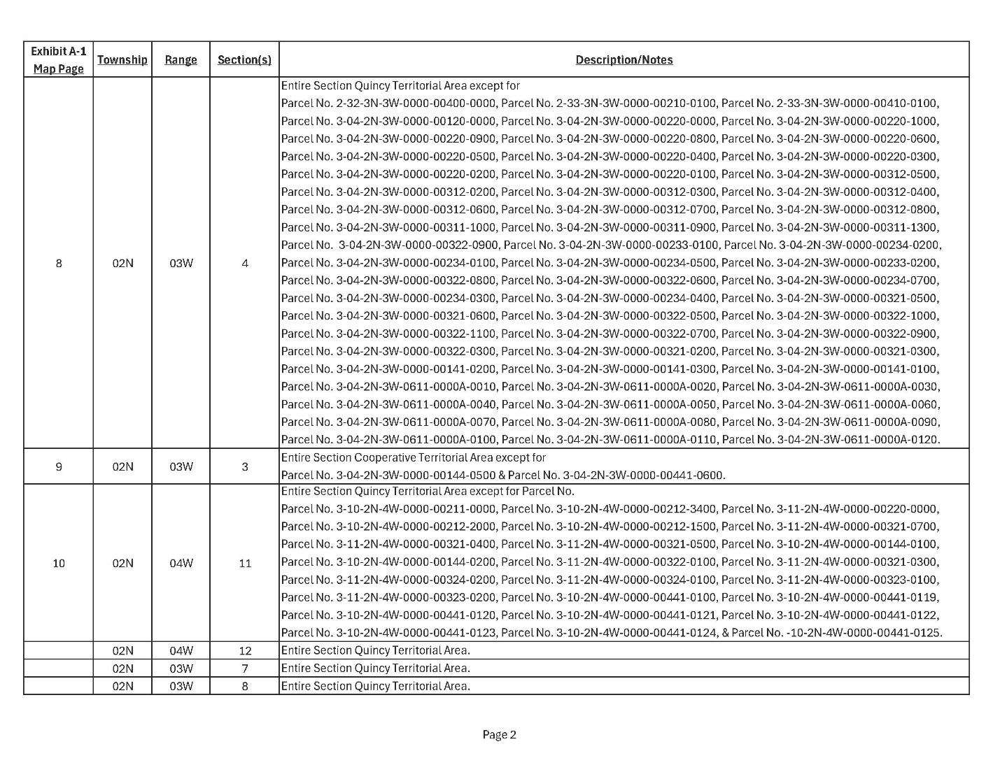 Exhibit A-1
Map Page Township Range Section(s) Description/Notes
Entire Section Quincy Territorial Area except for
Parcel No. 2-32-3N-3W-0000-00400-0000, Parcel No. 2-33-3N-3W-0000-00210-0100, Parcel No. 2-33-3N-3W-0000-00410-0100,
Parcel No. 3-04-2N-3W-0000-00120-0000, Parcel No. 3-04-2N-3W-0000-00220-0000, Parcel No. 3-04-2N-3W-0000-00220-1000,
Parcel No. 3-04-2N-3W-0000-00220-0900, Parcel No. 3-04-2N-3W-0000-00220-0800, Parcel No. 3-04-2N-3W-0000-00220-0600,
Parcel No. 3-04-2N-3W-0000-00220-0500, Parcel No. 3-04-2N-3W-0000-00220-0400, Parcel No. 3-04-2N-3W-0000-00220-0300,
Parcel No. 3-04-2N-3W-0000-00220-0200, Parcel No. 3-04-2N-3W-0000-00220-0100, Parcel No. 3-04-2N-3W-0000-00312-0500,
Parcel No. 3-04-2N-3W-0000-00312-0200, Parcel No. 3-04-2N-3W-0000-00312-0300, Parcel No. 3-04-2N-3W-0000-00312-0400,
Parcel No. 3-04-2N-3W-0000-00312-0600, Parcel No. 3-04-2N-3W-0000-00312-0700, Parcel No. 3-04-2N-3W-0000-00312-0800,
Parcel No. 3-04-2N-3W-0000-00311-1000, Parcel No. 3-04-2N-3W-0000-00311-0900, Parcel No. 3-04-2N-3W-0000-00311-1300,
Parcel No. 3-04-2N-3W-0000-00322-0900, Parcel No. 3-04-2N-3W-0000-00233-0100, Parcel No. 3-04-2N-3W-0000-00234-0200,
8 02N 03W 4 Parcel No. 3-04-2N-3W-0000-00234-0100, Parcel No. 3-04-2N-3W-0000-00234-0500, Parcel No. 3-04-2N-3W-0000-00233-0200,
Parcel No. 3-04-2N-3W-0000-00322-0800, Parcel No. 3-04-2N-3W-0000-00322-0600, Parcel No. 3-04-2N-3W-0000-00234-0700,
Parcel No. 3-04-2N-3W-0000-00234-0300, Parcel No. 3-04-2N-3W-0000-00234-0400, Parcel No. 3-04-2N-3W-0000-00321-0500,
Parcel No. 3-04-2N-3W-0000-00321-0600, Parcel No. 3-04-2N-3W-0000-00322-0500, Parcel No. 3-04-2N-3W-0000-00322-1000,
Parcel No. 3-04-2N-3W-0000-00322-1100, Parcel No. 3-04-2N-3W-0000-00322-0700, Parcel No. 3-04-2N-3W-0000-00322-0900,
Parcel No. 3-04-2N-3W-0000-00322-0300, Parcel No. 3-04-2N-3W-0000-00321-0200, Parcel No. 3-04-2N-3W-0000-00321-0300,
Parcel No. 3-04-2N-3W-0000-00141-0200, Parcel No. 3-04-2N-3W-0000-00141-0300, Parcel No. 3-04-2N-3W-0000-00141-0100,
Parcel No. 3-04-2N-3W-0611-0000A-0010, Parcel No. 3-04-2N-3W-0611-0000A-0020, Parcel No. 3-04-2N-3W-0611-0000A-0030,
Parcel No. 3-04-2N-3W-0611-0000A-0040, Parcel No. 3-04-2N-3W-0611-0000A-0050, Parcel No. 3-04-2N-3W-0611-0000A-0060,
Parcel No. 3-04-2N-3W-0611-0000A-0070, Parcel No. 3-04-2N-3W-0611-0000A-0080, Parcel No. 3-04-2N-3W-0611-0000A-0090,
Parcel No. 3-04-2N-3W-0611-0000A-0100, Parcel No. 3-04-2N-3W-0611-0000A-0110, Parcel No. 3-04-2N-3W-0611-0000A-0120.
9 02N 03W 3 Entire Section Cooperative Territorial Area except for
Parcel No. 3-04-2N-3W-0000-00144-0500 & Parcel No. 3-04-2N-3W-0000-00441-0600.
Entire Section Quincy Territorial Area except for Parcel No.
Parcel No. 3-10-2N-4W-0000-00211-0000, Parcel No. 3-10-2N-4W-0000-00212-3400, Parcel No. 3-11-2N-4W-0000-00220-0000,
Parcel No. 3-10-2N-4W-0000-00212-2000, Parcel No. 3-10-2N-4W-0000-00212-1500, Parcel No. 3-11-2N-4W-0000-00321-0700,
Parcel No. 3-11-2N-4W-0000-00321-0400, Parcel No. 3-11-2N-4W-0000-00321-0500, Parcel No. 3-10-2N-4W-0000-00144-0100,
10 02N 04W 11 Parcel No. 3-10-2N-4W-0000-00144-0200, Parcel No. 3-11-2N-4W-0000-00322-0100, Parcel No. 3-11-2N-4W-0000-00321-0300,
Parcel No. 3-11-2N-4W-0000-00324-0200, Parcel No. 3-11-2N-4W-0000-00324-0100, Parcel No. 3-11-2N-4W-0000-00323-0100,
Parcel No. 3-11-2N-4W-0000-00323-0200, Parcel No. 3-10-2N-4W-0000-00441-0100, Parcel No. 3-10-2N-4W-0000-00441-0119,
Parcel No. 3-10-2N-4W-0000-00441-0120, Parcel No. 3-10-2N-4W-0000-00441-0121, Parcel No. 3-10-2N-4W-0000-00441-0122,
Parcel No. 3-10-2N-4W-0000-00441-0123, Parcel No. 3-10-2N-4W-0000-00441-0124, & Parcel No. -10-2N-4W-0000-00441-0125.
02N 04W 12 Entire Section Quincy Territorial Area.
02N 03W 7 Entire Section Quincy Territorial Area.
02N 03W 8 Entire Section Quincy Territorial Area.
Page 2